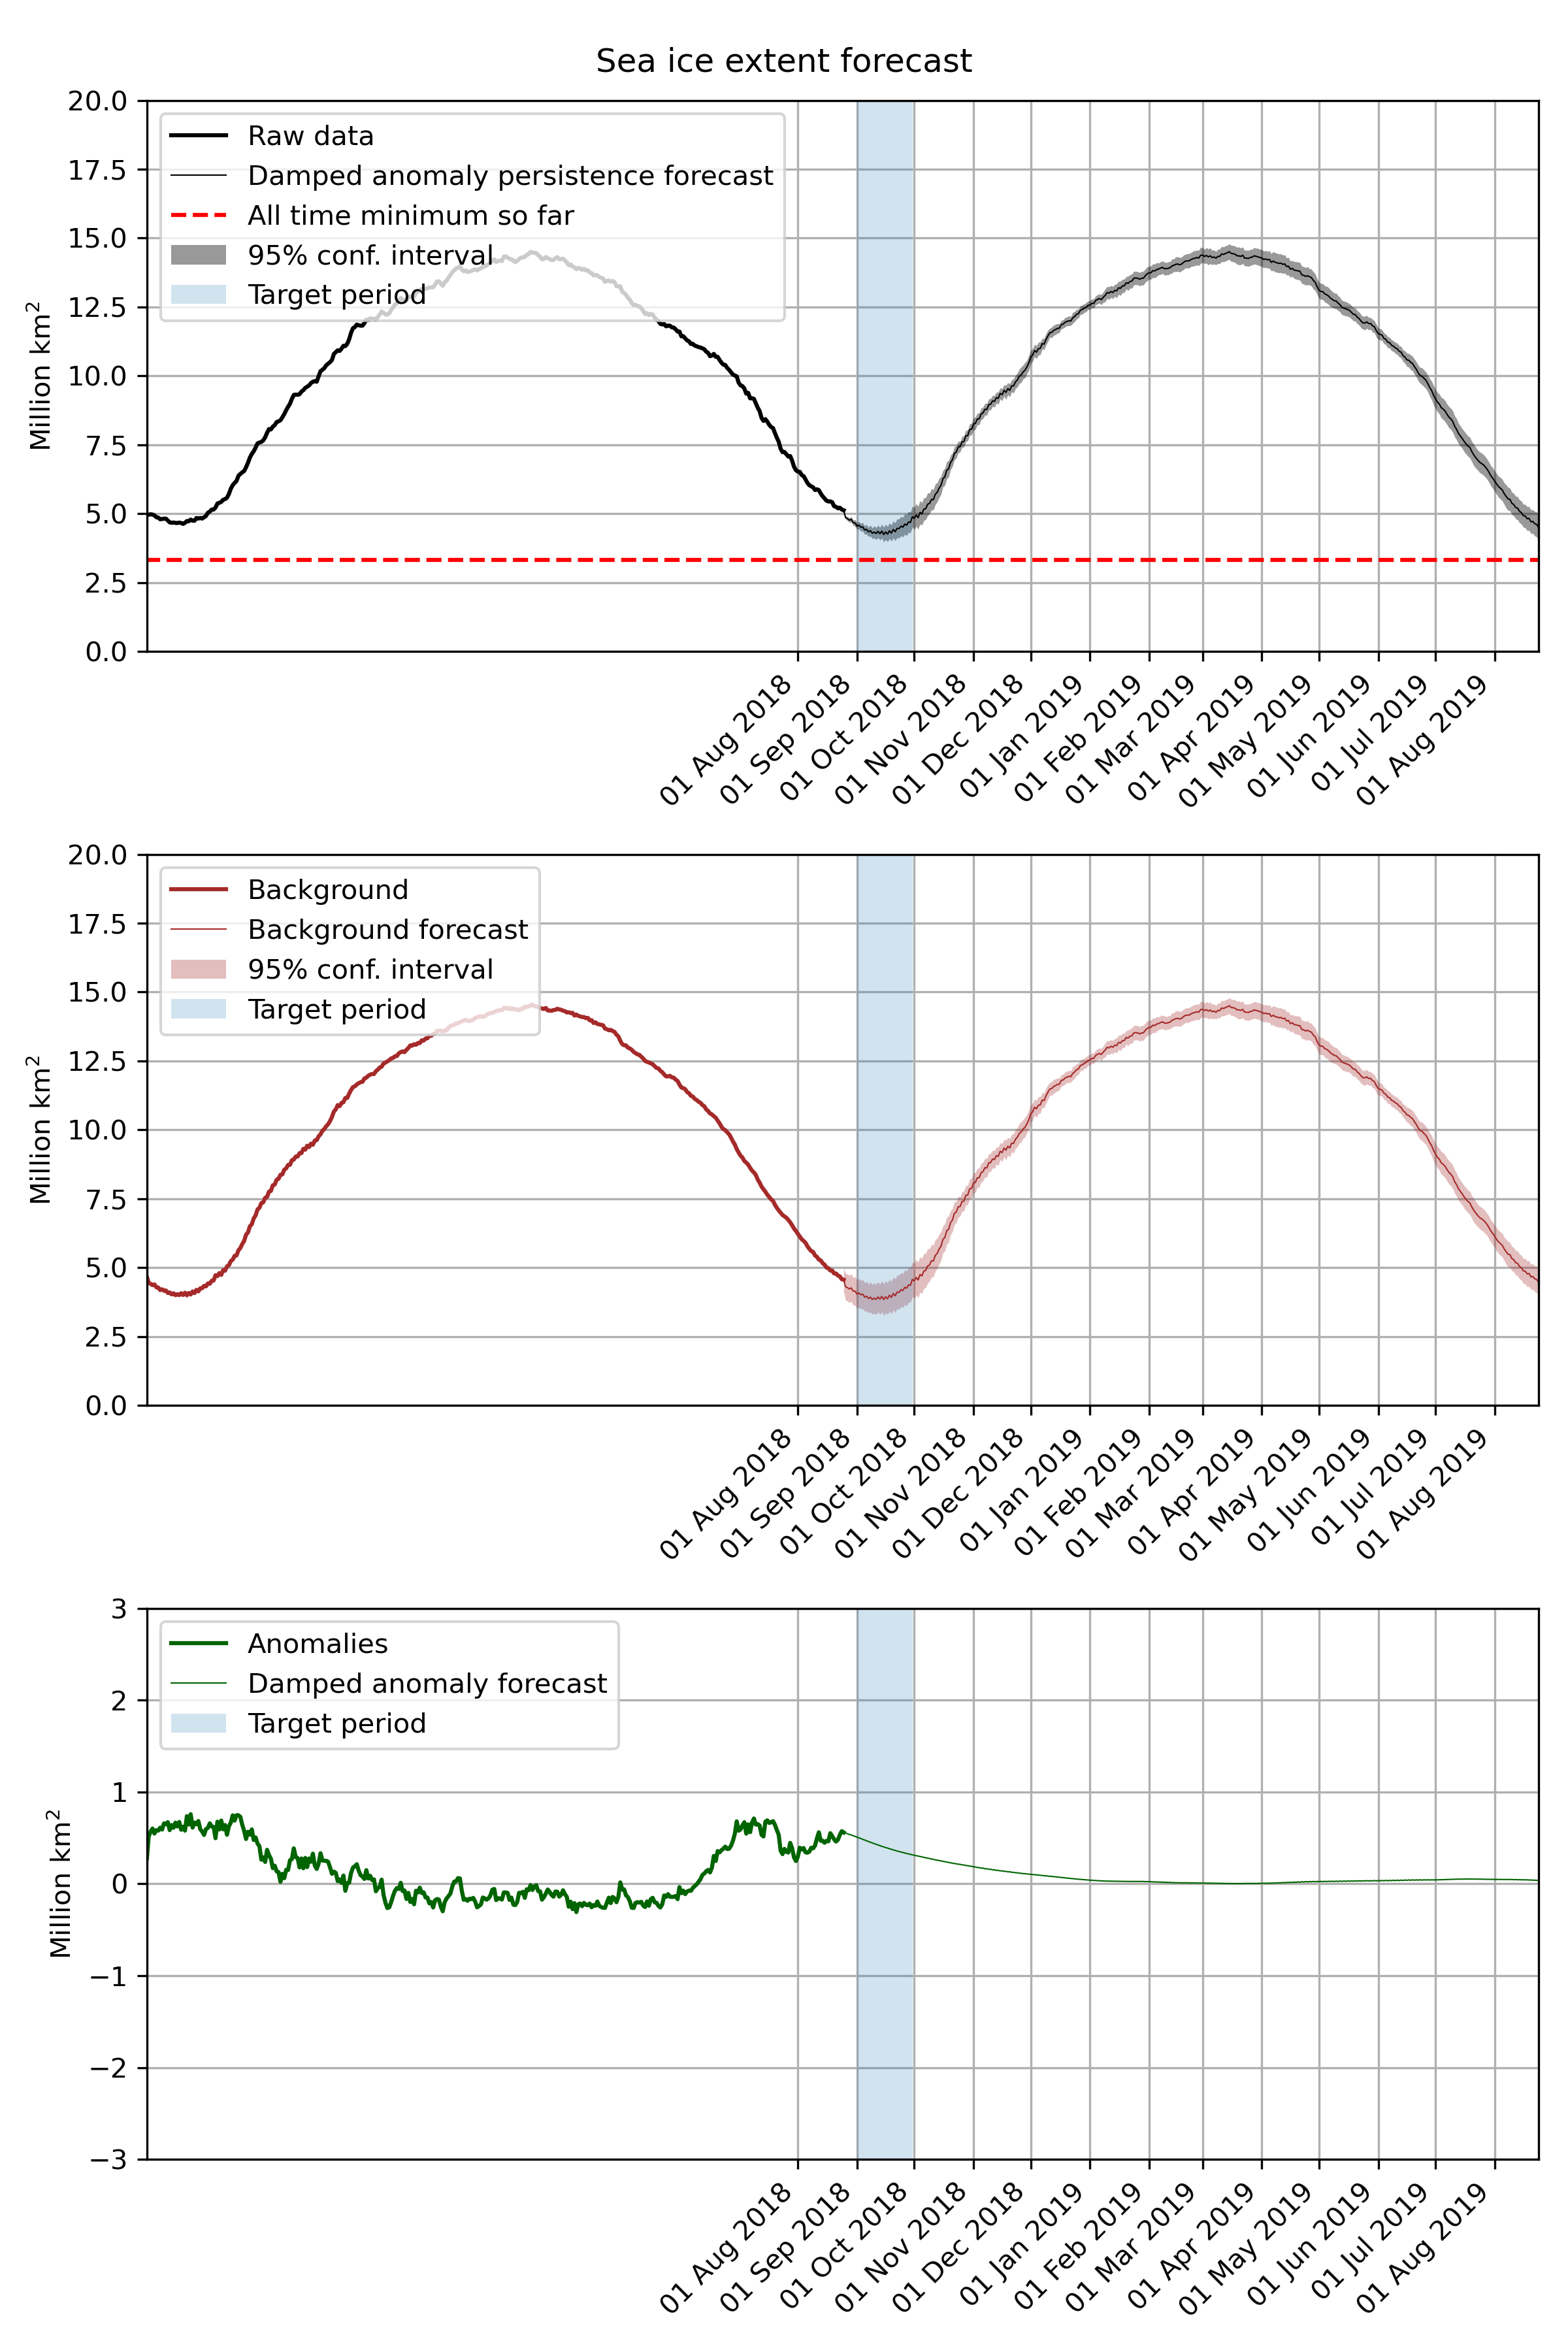 Sea ice extent forecast
20.0
17.5
15.0
12.5
10.0
7.5
5.0
2.5
0.0
Million km²
Raw data
Damped anomaly persistence forecast
All time minimum so far
95% conf. interval
Target period
01 Aug 2018
01 Sep 2018
01 Oct 2018
01 Nov 2018
01 Dec 2018
01 Jan 2019
01 Feb 2019
01 Mar 2019
01 Apr 2019
01 May 2019
01 Jun 2019
01 Jul 2019
01 Aug 2019
20.0
17.5
15.0
12.5
10.0
7.5
5.0
2.5
0.0
Million km²
Background
Background forecast
95% conf. interval
Target period
01 Aug 2018
01 Sep 2018
01 Oct 2018
01 Nov 2018
01 Dec 2018
01 Jan 2019
01 Feb 2019
01 Mar 2019
01 Apr 2019
01 May 2019
01 Jun 2019
01 Jul 2019
01 Aug 2019
3
2
1
0
−1
−2
−3
Million km²
Anomalies
Damped anomaly forecast
Target period
01 Aug 2018
01 Sep 2018
01 Oct 2018
01 Nov 2018
01 Dec 2018
01 Jan 2019
01 Feb 2019
01 Mar 2019
01 Apr 2019
01 May 2019
01 Jun 2019
01 Jul 2019
01 Aug 2019